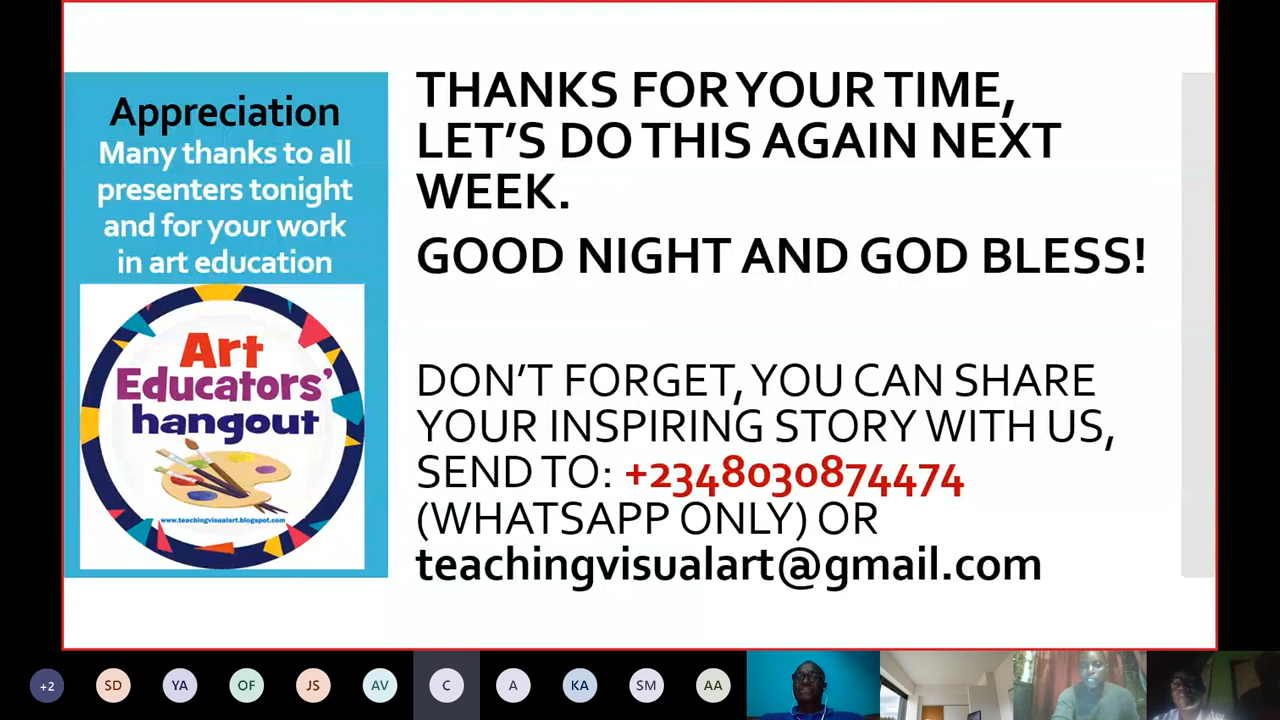 Appreciation
Many thanks to all
presenters tonight
and for your work
in art education
Art
Educators'
hangout
www.teachingvisualart.blogspot.com
THANKS FOR YOUR TIME,
LET'S DO THIS AGAIN NEXT
WEEK.
GOOD NIGHT AND GOD BLESS!
DON'T FORGET, YOU CAN SHARE
YOUR INSPIRING STORY WITH US,
SEND TO: +2348030874474
(WHATSAPP ONLY) OR
teachingvisualart@gmail.com
+2 SD YA OF JS AV C A KA SM AA